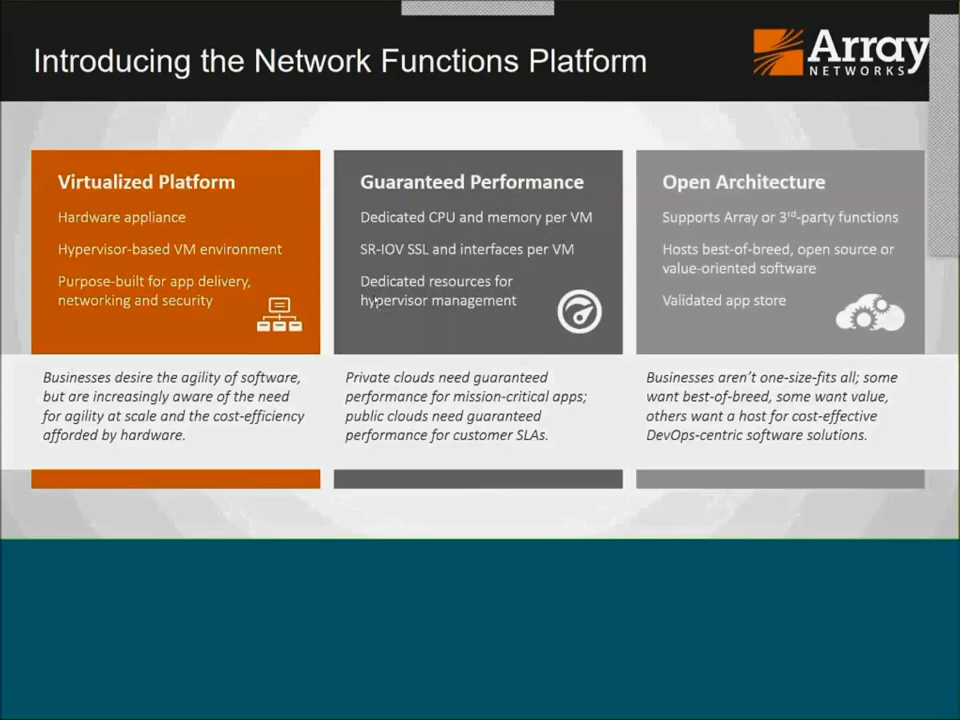 Introducing the Network Functions Platform
Array
NETWORKS
Virtualized Platform
Hardware appliance
Hypervisor-based VM environment
Purpose-built for app delivery,
networking and security
Businesses desire the agility of software,
but are increasingly aware of the need
for agility at scale and the cost-efficiency
afforded by hardware.
Guaranteed Performance
Dedicated CPU and memory per VM
SR-IOV SSL and interfaces per VM
Dedicated resources for
hypervisor management
Private clouds need guaranteed
performance for mission-critical apps;
public clouds need guaranteed
performance for customer SLAs.
Open Architecture
Supports Array or 3rd-party functions
Hosts best-of-breed, open source or
value-oriented software
Validated app store
Businesses aren't one-size-fits all; some
want best-of-breed, some want value,
others want a host for cost-effective
DevOps-centric software solutions.